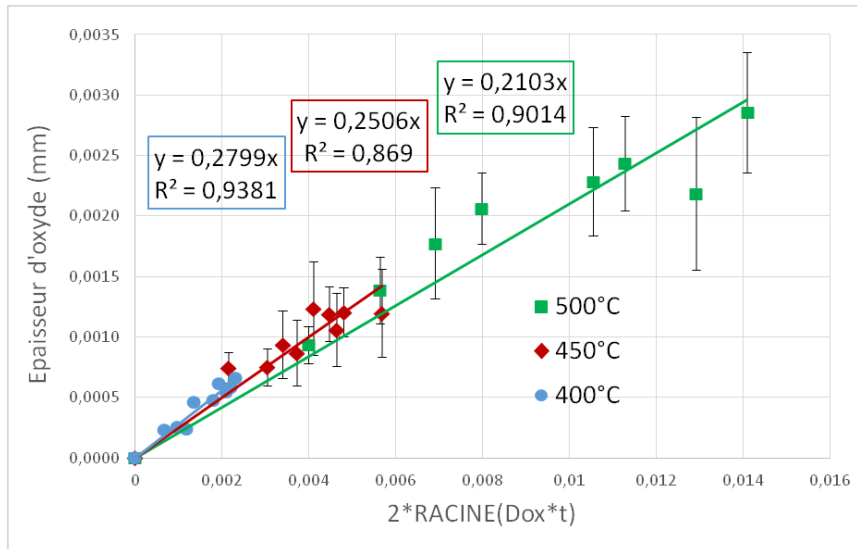 0,0035
0,0030
0,0025
0,0020
0,0015
0,0010
0,0005
0,0000
Epaisseur d'oxyde (mm)
y = 0,2799x
R² = 0,9381
y = 0,2506x
R² = 0,869
y = 0,2103x
R² = 0,9014
500°C
450°C
400°C
0 0,002 0,004 0,006 0,008 0,01 0,012 0,014 0,016
2*RACINE(Dox*t)